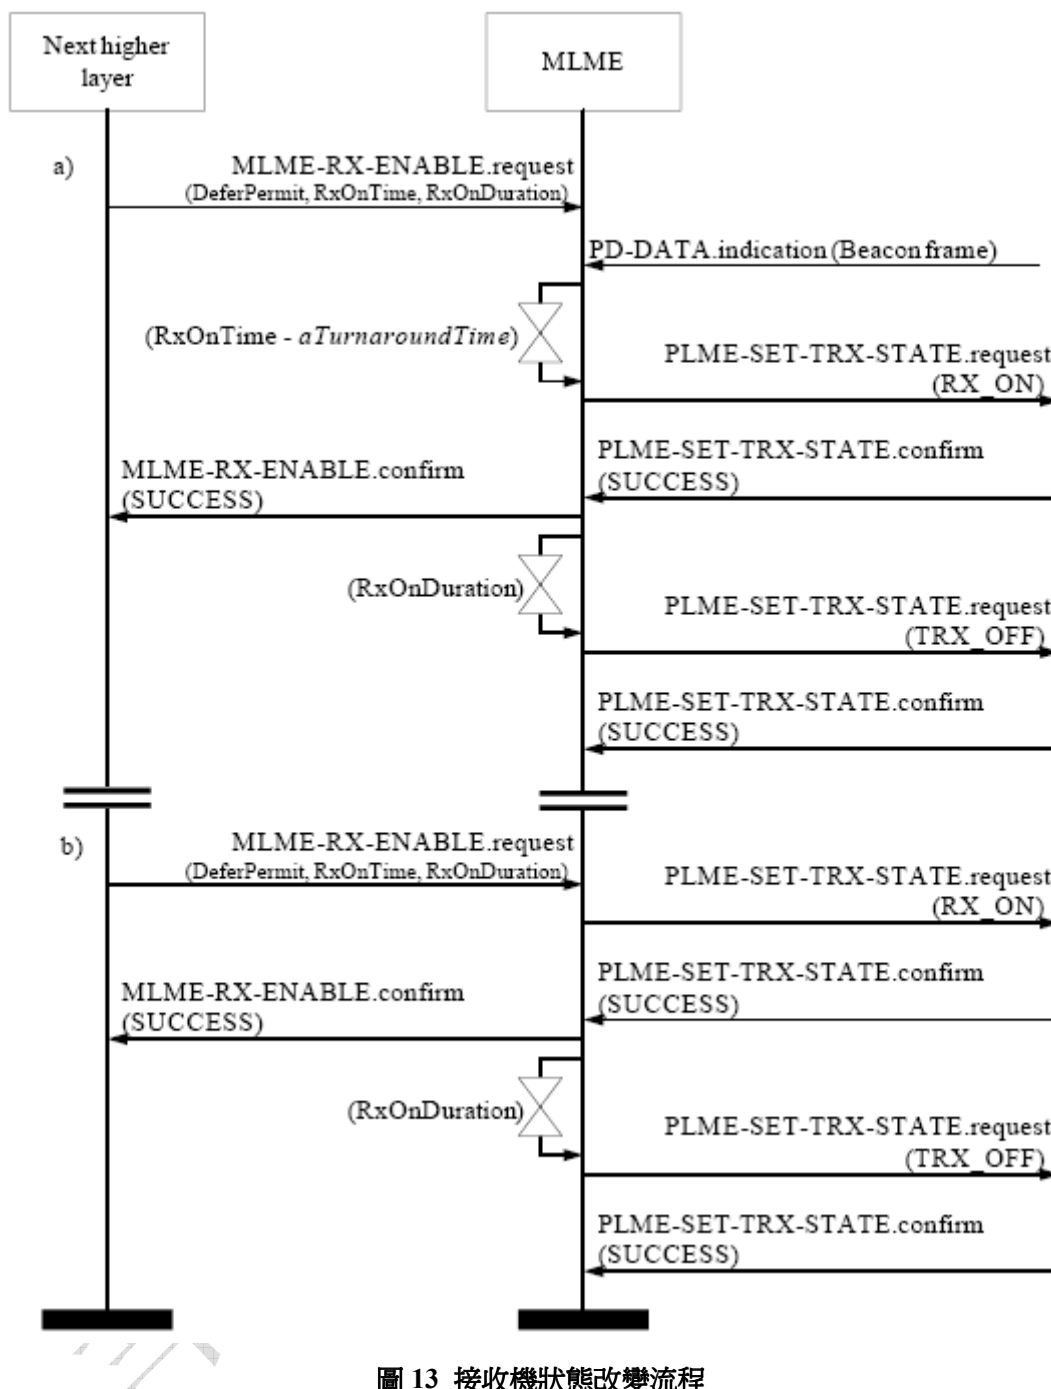 Next higher
layer
MLME
a)
MLME-RX-ENABLE.request
(DeferPermit, RxOnTime, RxOnDuration)
PD-DATA.indication (Beacon frame)
(RxOnTime - aTurnaroundTime)
PLME-SET-TRX-STATE.request
(RX_ON)
PLME-SET-TRX-STATE.confirm
(SUCCESS)
MLME-RX-ENABLE.confirm
(SUCCESS)
(RxOnDuration)
PLME-SET-TRX-STATE.request
(TRX_OFF)
PLME-SET-TRX-STATE.confirm
(SUCCESS)
b)
MLME-RX-ENABLE.request
(DeferPermit, RxOnTime, RxOnDuration)
PLME-SET-TRX-STATE.request
(RX_ON)
PLME-SET-TRX-STATE.confirm
(SUCCESS)
MLME-RX-ENABLE.confirm
(SUCCESS)
(RxOnDuration)
PLME-SET-TRX-STATE.request
(TRX_OFF)
PLME-SET-TRX-STATE.confirm
(SUCCESS)
圖 13 接收機狀態改變流程